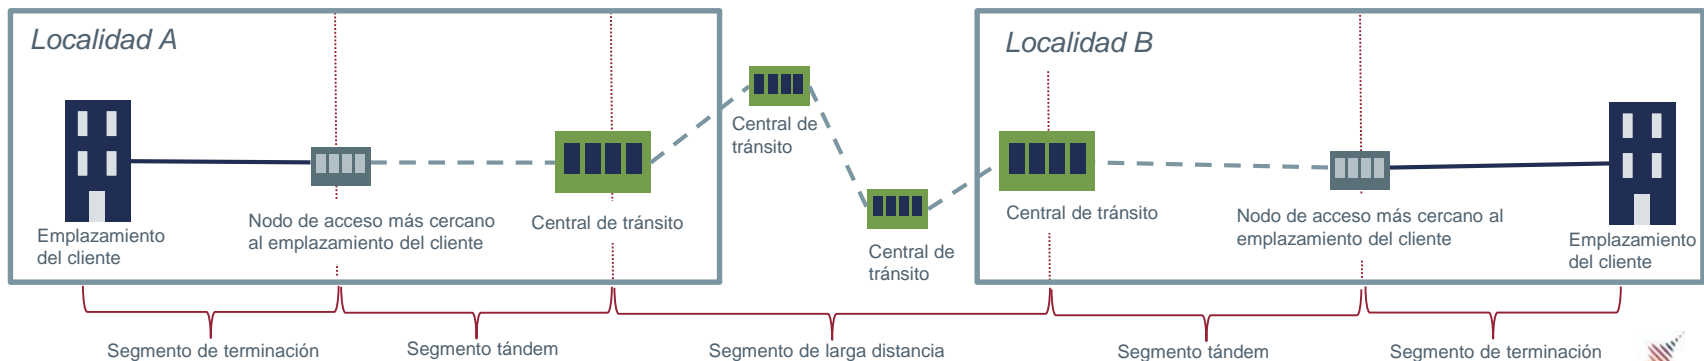 Localidad A
Localidad B
Central de
tránsito
Emplazamiento
del cliente
Nodo de acceso más cercano
al emplazamiento del cliente
Central de tránsito
Central de
tránsito
Central de tránsito
Nodo de acceso más cercano al
emplazamiento del cliente
Emplazamiento
del cliente
Segmento de terminación
Segmento tándem
Segmento de larga distancia
Segmento tándem
Segmento de terminación